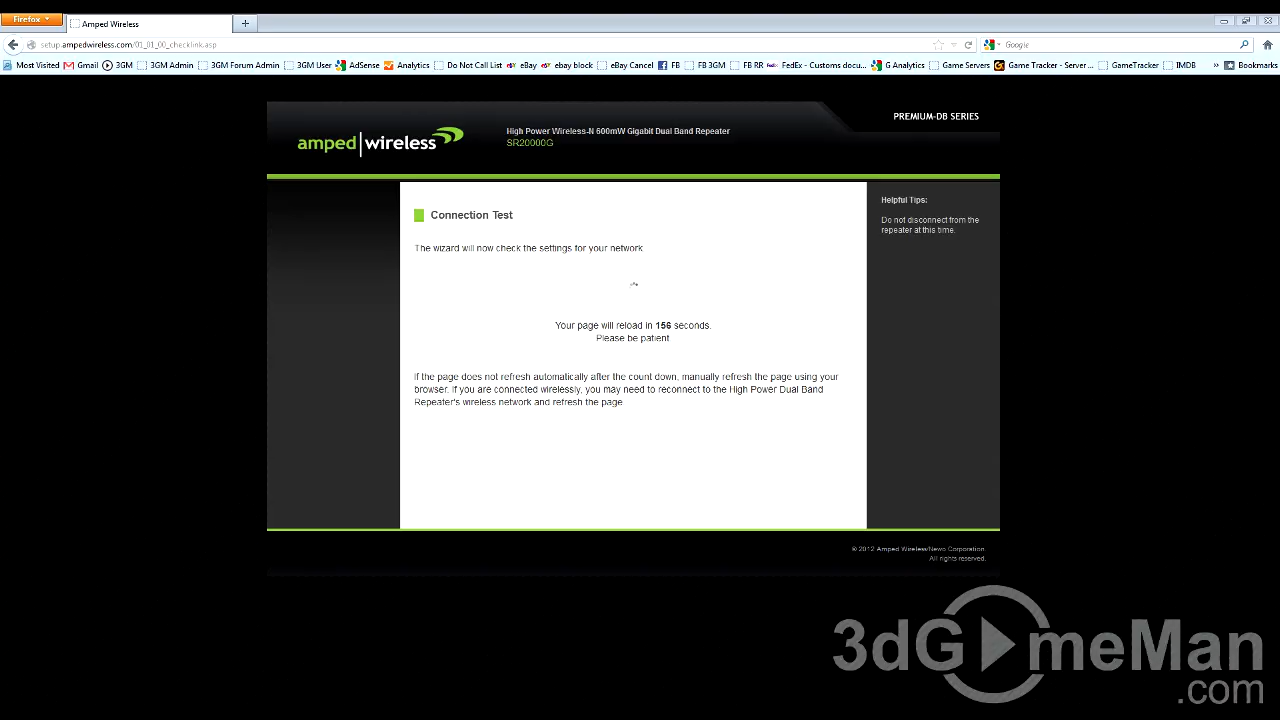 Firefox
Amped Wireless
setup.ampedwireless.com/01_01_00_checklink.asp
Google
Most Visited Gmail 3GM 3GM Admin 3GM Forum Admin 3GM User AdSense Analytics Do Not Call List eBay ebay block eBay Cancel FB FB 3GM FB RR FedEx - Customs docu... G Analytics Game Servers Game Tracker - Server ... GameTracker IMDB » Bookmarks
amped wireless
High Power Wireless-N 600mW Gigabit Dual Band Repeater
SR20000G
PREMIUM-DB SERIES
Connection Test
The wizard will now check the settings for your network
Your page will reload in 156 seconds.
Please be patient
If the page does not refresh automatically after the count down, manually refresh the page using your
browser. If you are connected wirelessly, you may need to reconnect to the High Power Dual Band
Repeater's wireless network and refresh the page
Helpful Tips:
Do not disconnect from the
repeater at this time.
© 2012 Amped Wireless/Newo Corporation.
All rights reserved.
3dGameMan
.com